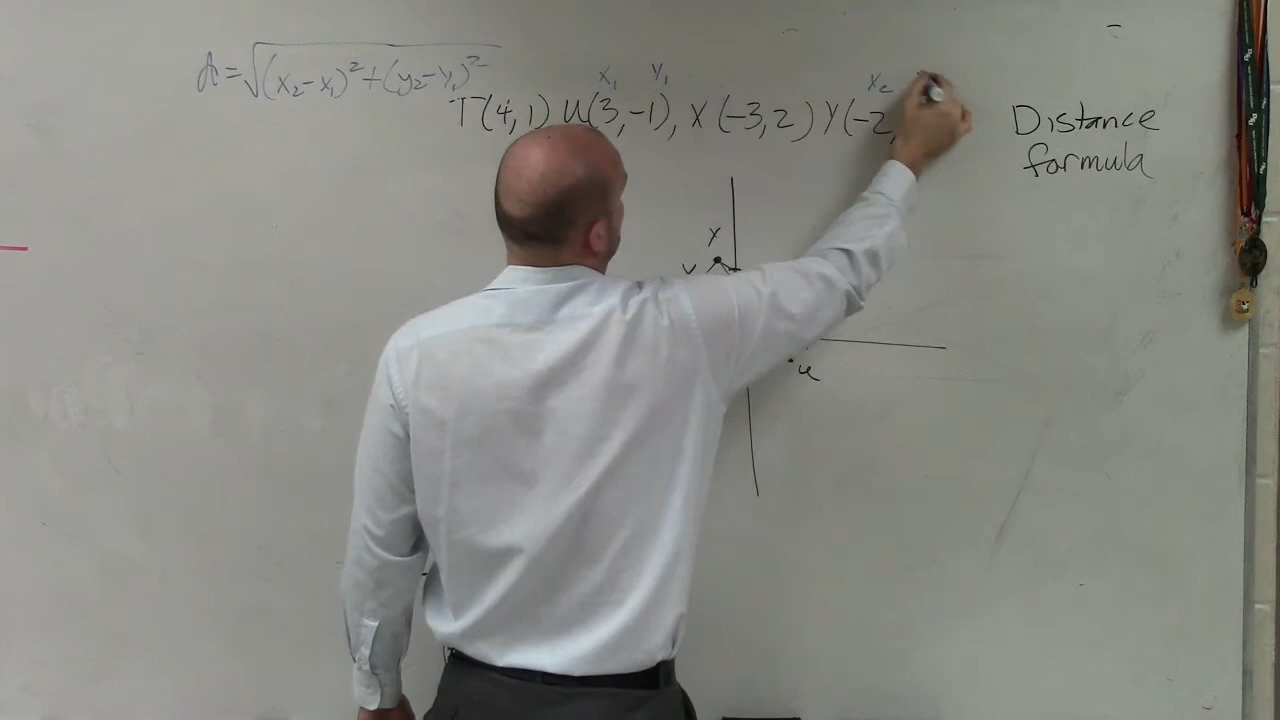 d=√(x₂-x₁)²+(y₂-y₁)²
x₁ y₁ x₂
T(4,1) U(3,-1), X(-3,2) Y(-2,
Distance
formula
X
u